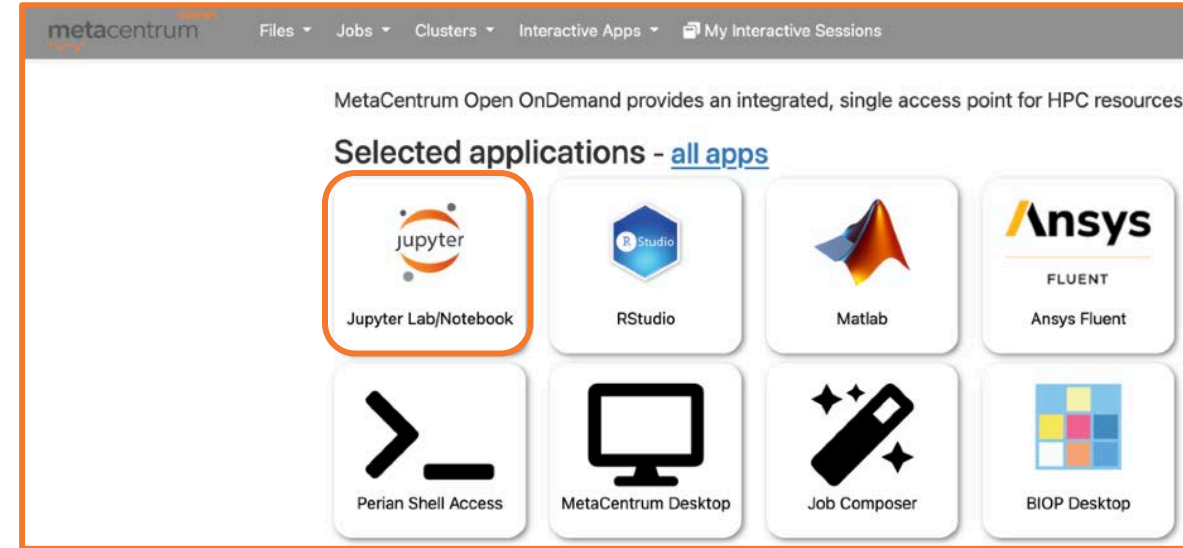 metacentrum Files Jobs Clusters Interactive Apps My Interactive Sessions
MetaCentrum Open OnDemand provides an integrated, single access point for HPC resources
Selected applications - all apps
jupyter
R Studio
Ansys
FLUENT
Jupyter Lab/Notebook
RStudio
Matlab
Ansys Fluent
Perian Shell Access
MetaCentrum Desktop
Job Composer
BIOP Desktop